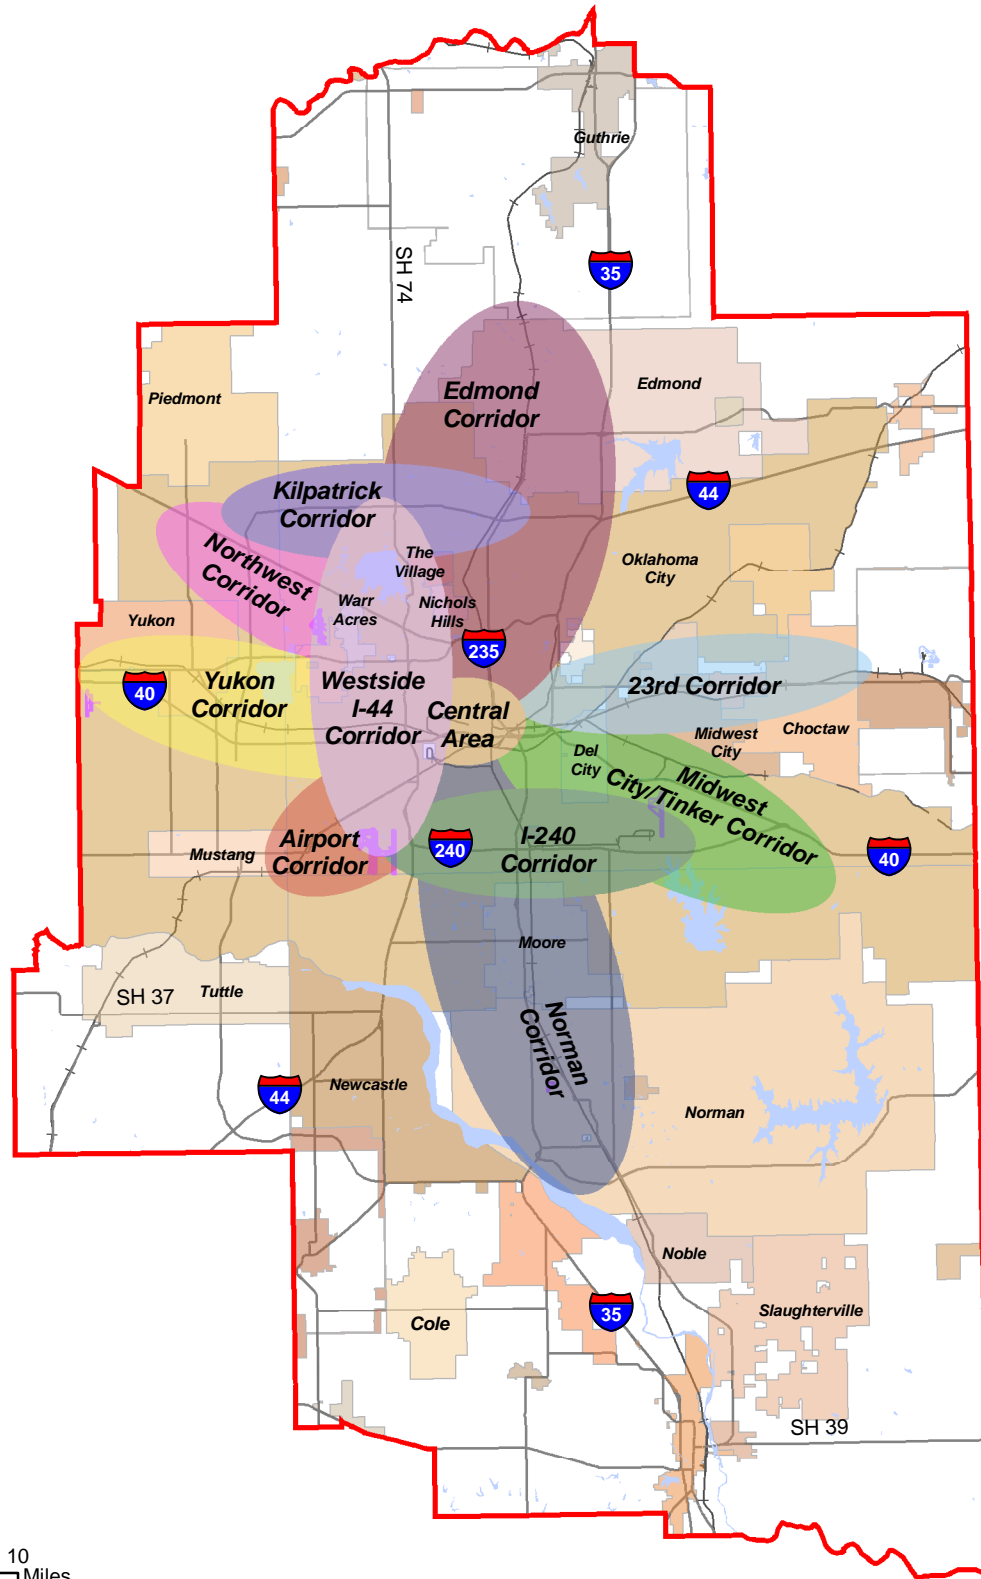 Guthrie
35
SH 74
Edmond
Corridor
Edmond
Piedmont
Kilpatrick
Corridor
44
Northwest
Corridor
The
Village
Oklahoma
City
Warr
Acres
Nichols
Hills
Yukon
235
40
Yukon
Corridor
Westside
I-44
Corridor
Central
Area
23rd Corridor
Midwest
City
Choctaw
Del
City
Midwest
City/Tinker Corridor
Airport
Corridor
240
I-240
Corridor
Mustang
40
Moore
SH 37
Tuttle
Norman
Corridor
44
Newcastle
Norman
Noble
35
Cole
Slaughterville
SH 39
10
Miles